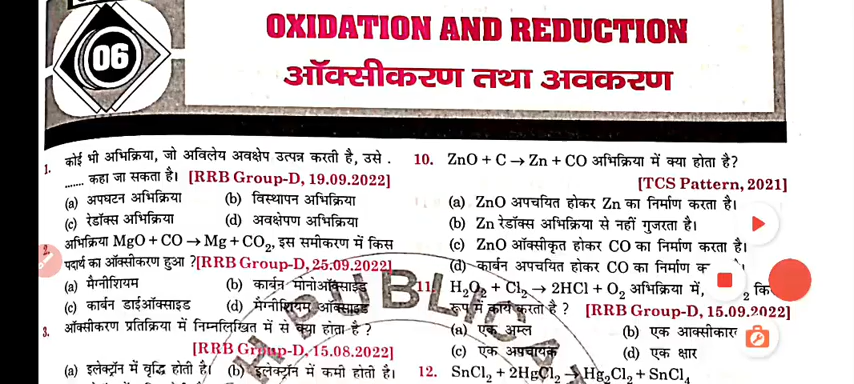 06
OXIDATION AND REDUCTION
ऑक्सीकरण तथा अवकरण
1. कोई भी अभिक्रिया, जो अविलेय अवक्षेप उत्पन्न करती है, उसे
....... कहा जा सकता है। [RRB Group-D, 19.09.2022]
(a) अपघटन अभिक्रिया (b) विस्थापन अभिक्रिया
(c) रेडॉक्स अभिक्रिया (d) अवक्षेपण अभिक्रिया
2. अभिक्रिया MgO + CO → Mg + CO₂, इस समीकरण में किस
पदार्थ का ऑक्सीकरण हुआ ? [RRB Group-D, 25.09.2022]
(a) मैग्नीशियम (b) कार्बन मोनोऑक्साइड
(c) कार्बन डाईऑक्साइड (d) मैग्नीशियम ऑक्साइड
3. ऑक्सीकरण प्रतिक्रिया में निम्नलिखित में से क्या होता है ?
[RRB Group-D, 15.08.2022]
(a) इलेक्ट्रॉन में वृद्धि होती है। (b) इलेक्ट्रॉन में कमी होती है।
10. ZnO + C → Zn + CO अभिक्रिया में क्या होता है?
[TCS Pattern, 2021]
(a) ZnO अपचयित होकर Zn का निर्माण करता है।
(b) Zn रेडॉक्स अभिक्रिया से नहीं गुजरता है।
(c) ZnO ऑक्सीकृत होकर CO का निर्माण करता है।
(d) कार्बन अपचयित होकर CO का निर्माण
11. H₂O₂ + Cl₂ → 2HCl + O₂ अभिक्रिया में,
रूप में कार्य करता है ? [RRB Group-D, 15.09.2022]
(a) एक अम्ल (b) एक आक्सीकार
(c) एक अपचायक (d) एक क्षार
12. SnCl₂ + 2HgCl₂ → Hg₂Cl₂ + SnCl₄
PUBLICAT